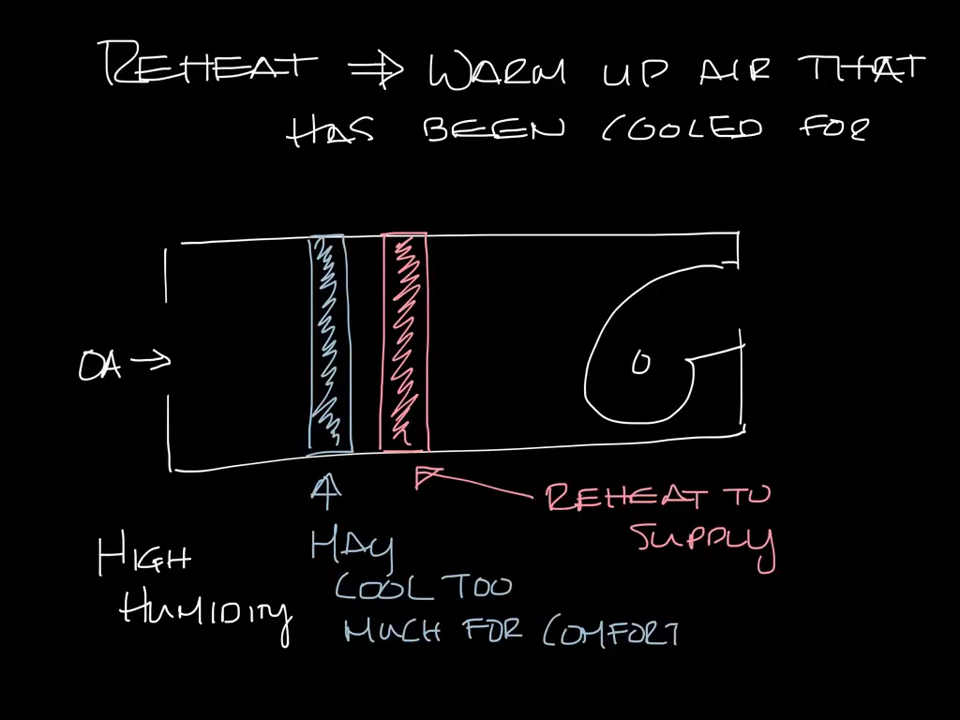 REHEAT ⇒ WARM UP AIR THAT
HAS BEEN COOLED FOR
OA →
REHEAT TO
SUPPLY
HIGH
HUMIDITY
MAY
COOL TOO
MUCH FOR COMFORT